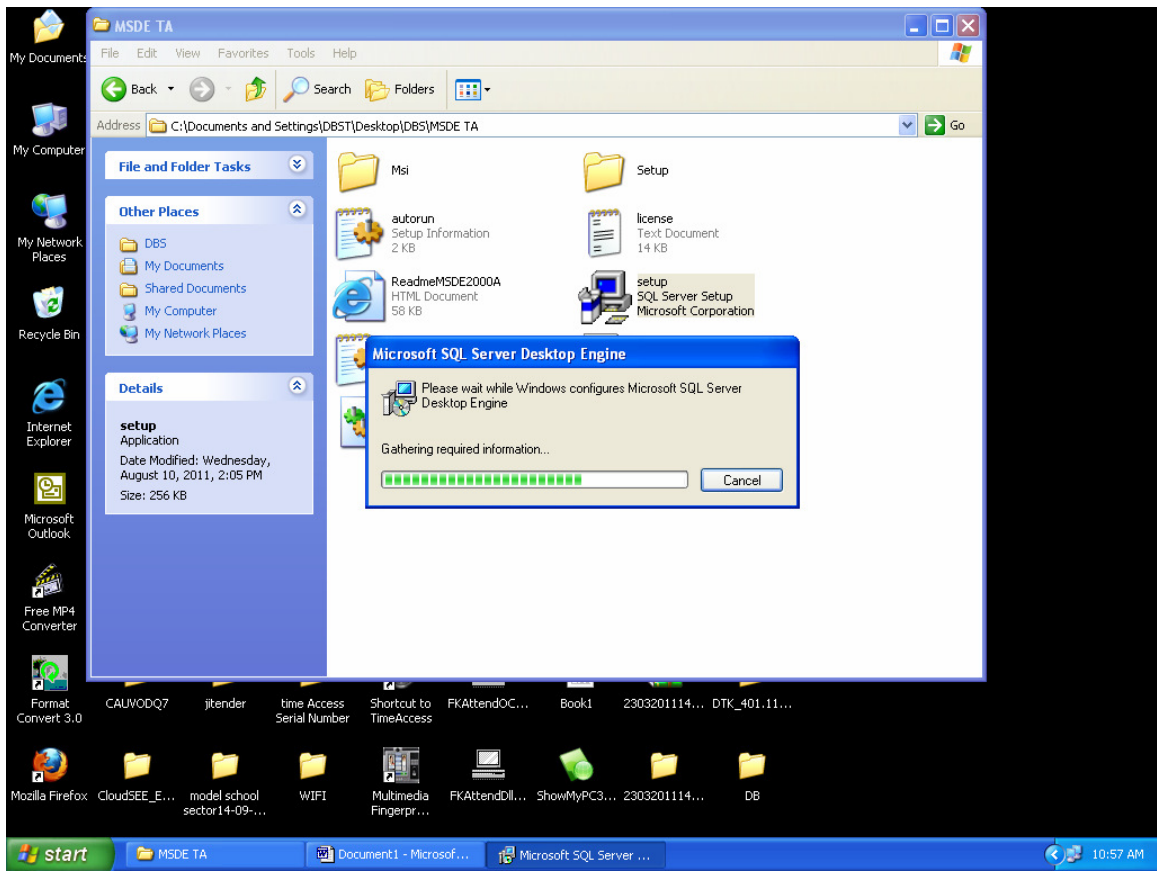 My Documents
My Computer
My Network
Places
Recycle Bin
Internet
Explorer
Microsoft
Outlook
Free MP4
Converter
Format
Convert 3.0
Mozilla Firefox
MSDE TA
File Edit View Favorites Tools Help
Back Search Folders
Address C:\Documents and Settings\DBST\Desktop\DBS\MSDE TA Go
File and Folder Tasks
Other Places
DBS
My Documents
Shared Documents
My Computer
My Network Places
Details
setup
Application
Date Modified: Wednesday,
August 10, 2011, 2:05 PM
Size: 256 KB
Msi
Setup
autorun
Setup Information
2 KB
license
Text Document
14 KB
ReadmeMSDE2000A
HTML Document
58 KB
setup
SQL Server Setup
Microsoft Corporation
Microsoft SQL Server Desktop Engine
Please wait while Windows configures Microsoft SQL Server
Desktop Engine
Gathering required information...
Cancel
CAUVODQ7
jitender
time Access
Serial Number
Shortcut to
TimeAccess
FKAttendOC...
Book1
2303201114...
DTK_401.11...
CloudSEE_E...
model school
sector14-09-...
WIFI
Multimedia
Fingerpr...
FKAttendDll...
ShowMyPC3...
2303201114...
DB
start
MSDE TA
Document1 - Microsof...
Microsoft SQL Server ...
10:57 AM